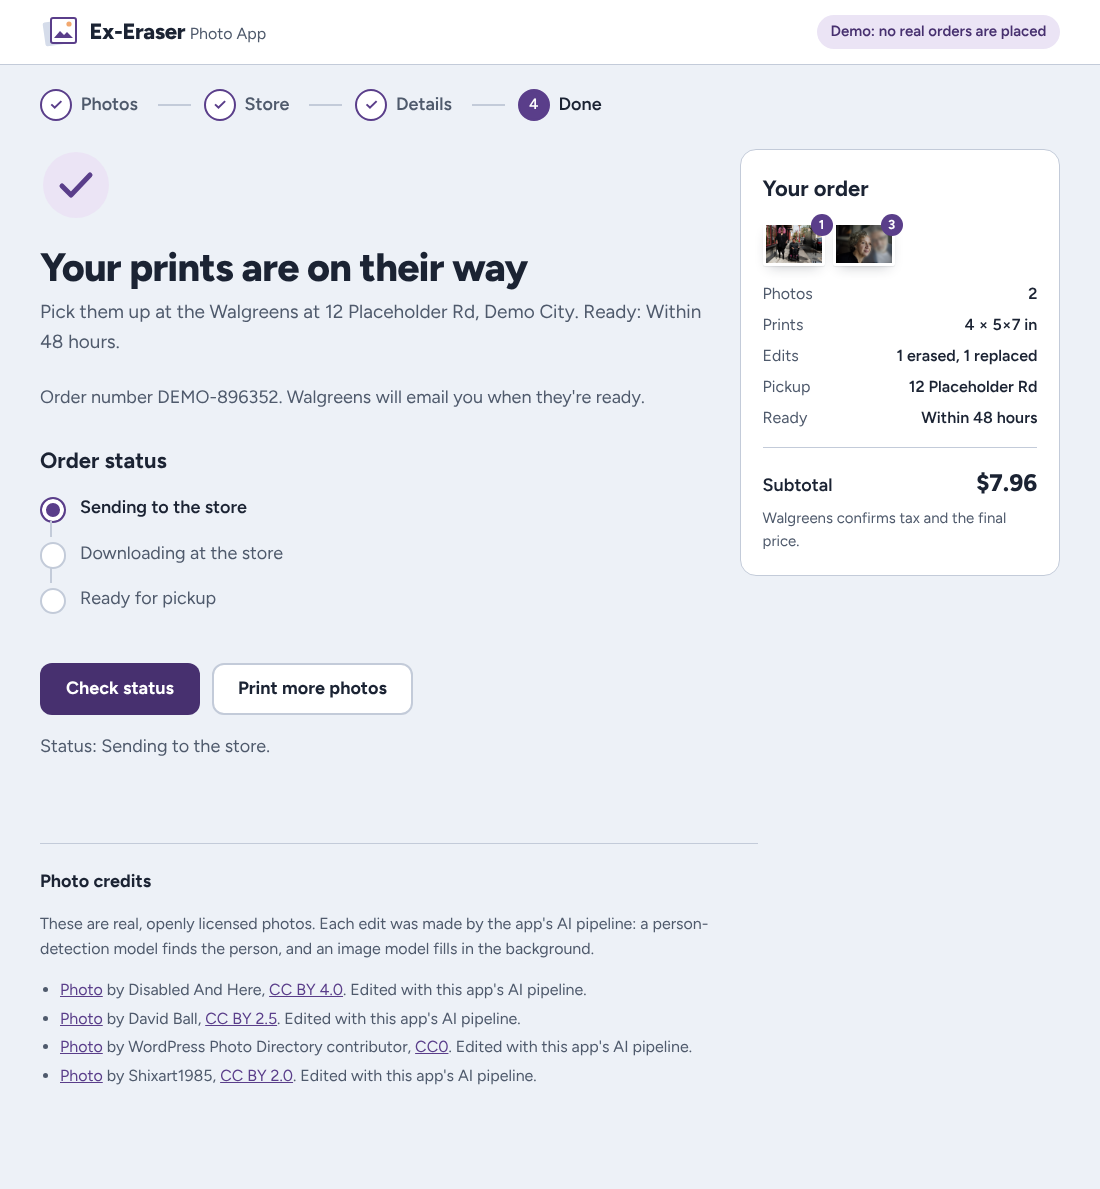 Ex-Eraser Photo App
Demo: no real orders are placed
Photos
Store
Details
4 Done
Your prints are on their way
Pick them up at the Walgreens at 12 Placeholder Rd, Demo City. Ready: Within
48 hours.
Order number DEMO-896352. Walgreens will email you when they're ready.
Order status
Sending to the store
Downloading at the store
Ready for pickup
Check status
Print more photos
Status: Sending to the store.
Your order
1 3
Photos 2
Prints 4 × 5×7 in
Edits 1 erased, 1 replaced
Pickup 12 Placeholder Rd
Ready Within 48 hours
Subtotal $7.96
Walgreens confirms tax and the final
price.
Photo credits
These are real, openly licensed photos. Each edit was made by the app's AI pipeline: a person-
detection model finds the person, and an image model fills in the background.
• Photo by Disabled And Here, CC BY 4.0. Edited with this app's AI pipeline.
• Photo by David Ball, CC BY 2.5. Edited with this app's AI pipeline.
• Photo by WordPress Photo Directory contributor, CC0. Edited with this app's AI pipeline.
• Photo by Shixart1985, CC BY 2.0. Edited with this app's AI pipeline.